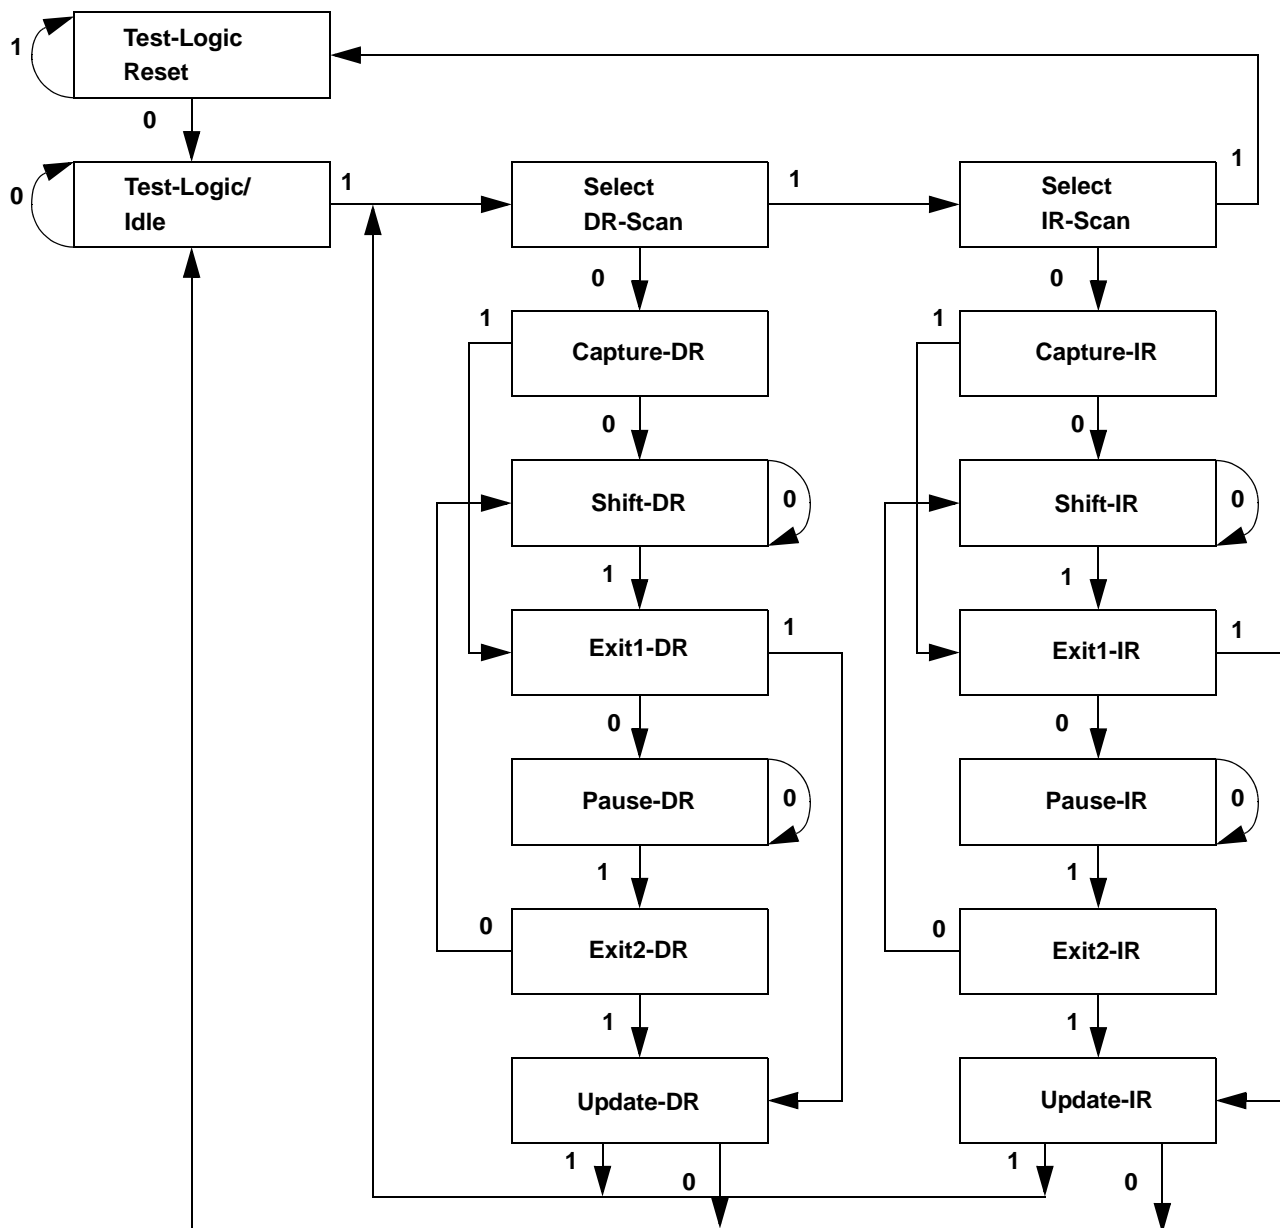 1
Test-Logic
Reset
0
0
Test-Logic/
Idle
1
Select
DR-Scan
1
Select
IR-Scan
1
0
0
1
Capture-DR
1
Capture-IR
0
0
Shift-DR
0
Shift-IR
0
1
1
Exit1-DR
1
Exit1-IR
1
0
0
Pause-DR
0
Pause-IR
0
1
1
0
Exit2-DR
0
Exit2-IR
1
1
Update-DR
Update-IR
1
0
1
0